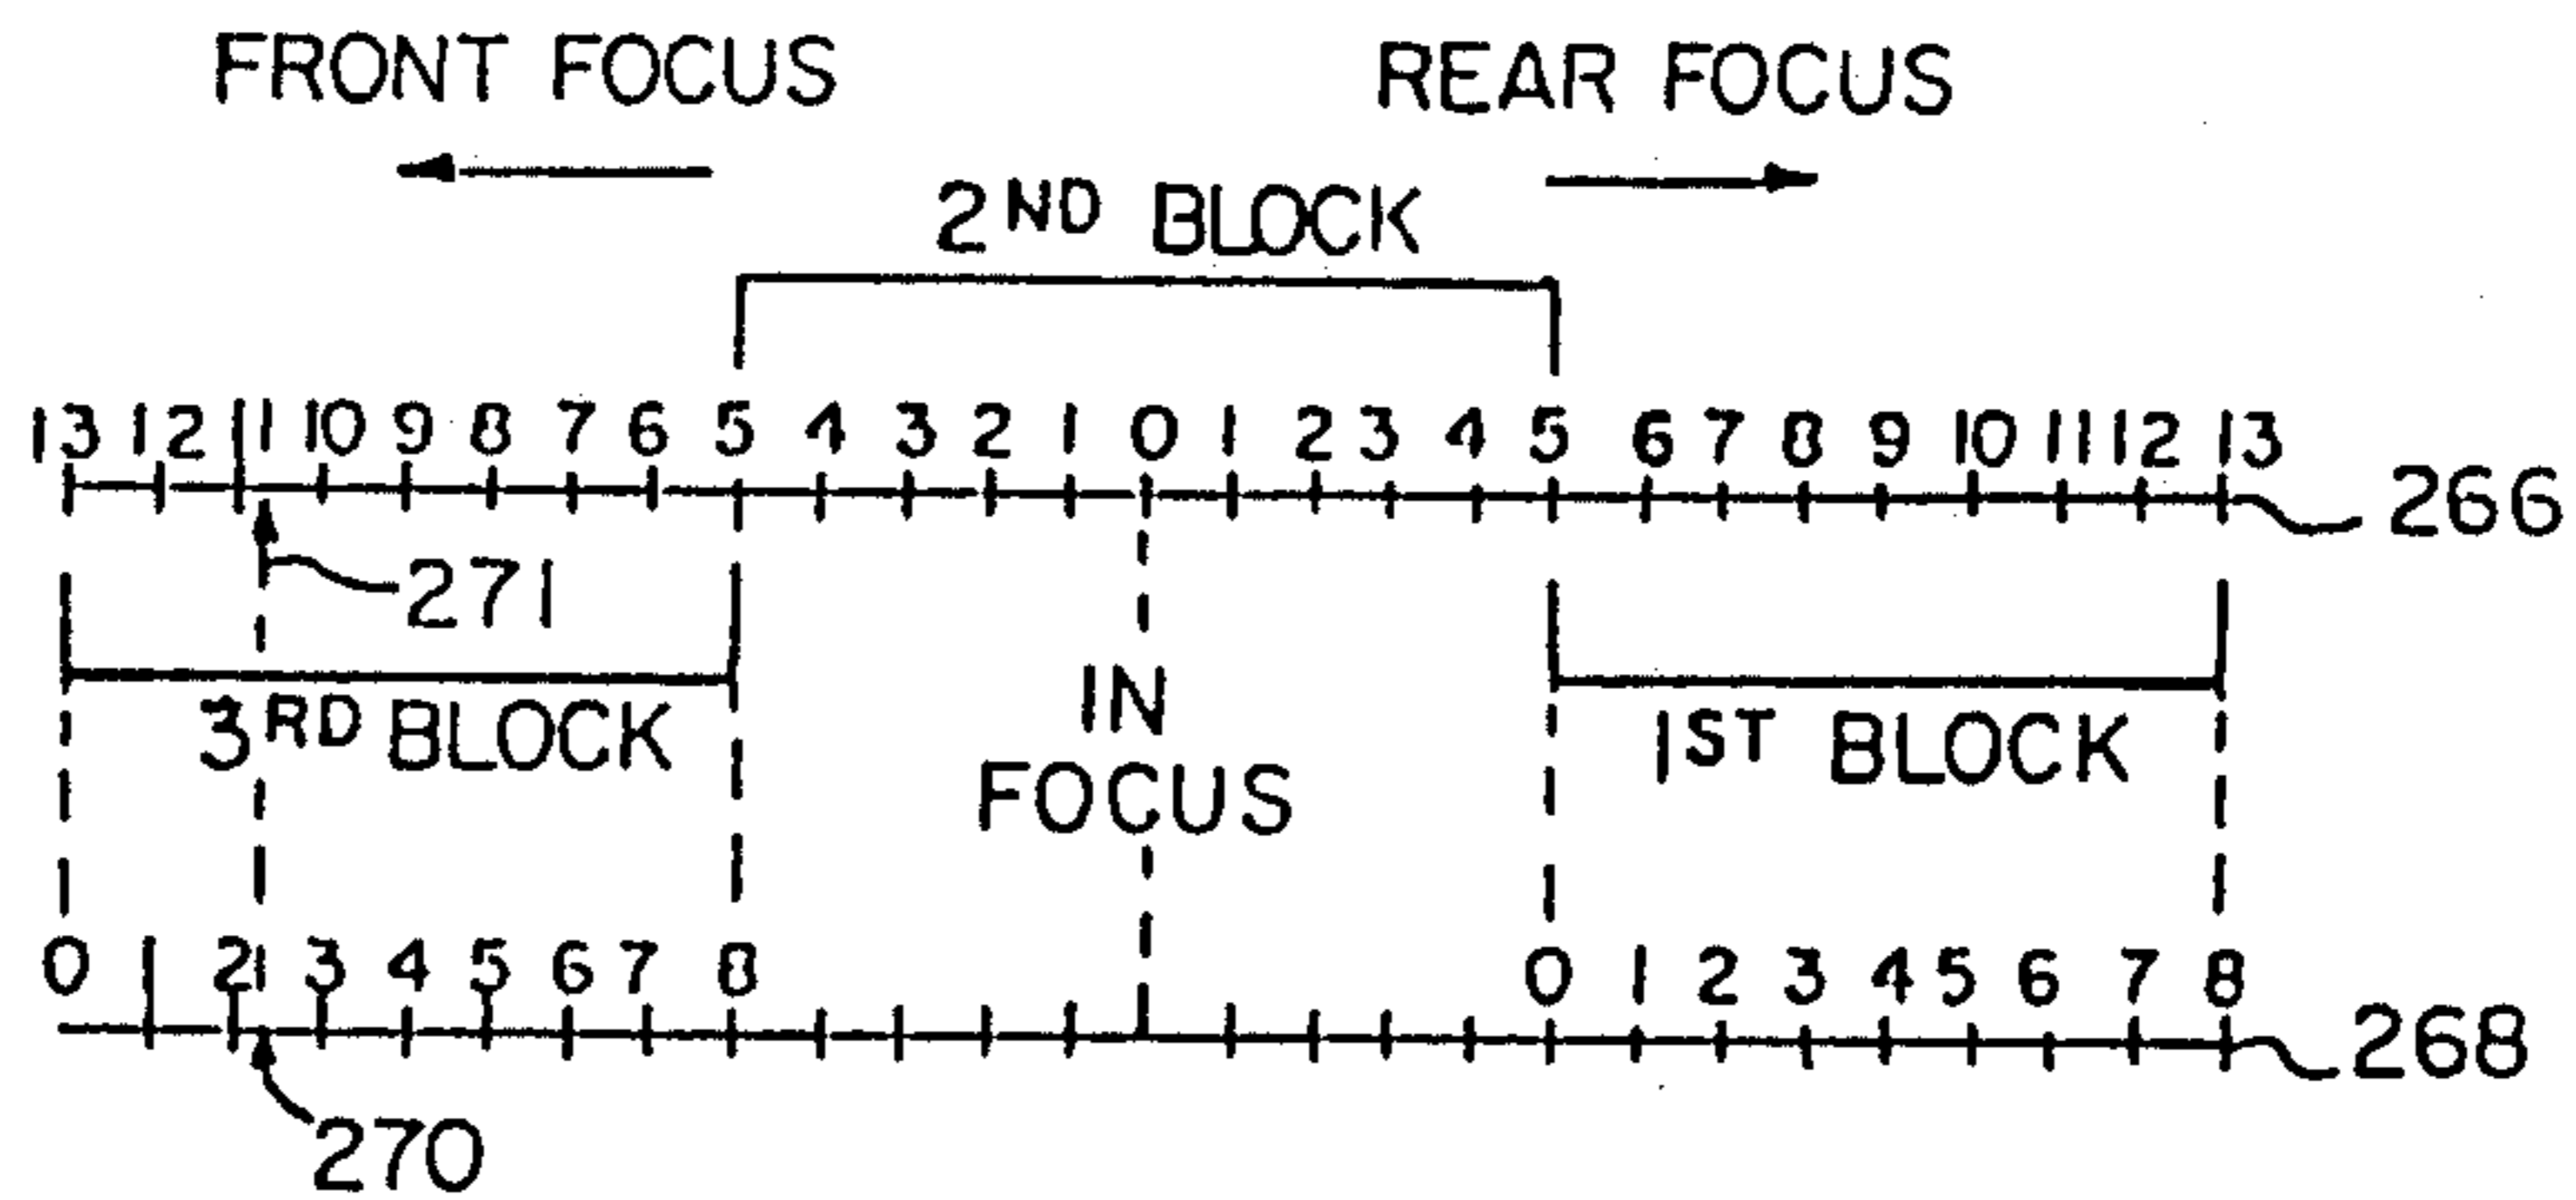 FRONT FOCUS REAR FOCUS
2ND BLOCK
13 12 11 10 9 8 7 6 5 4 3 2 1 0 1 2 3 4 5 6 7 8 9 10 11 12 13
266
271
3RD BLOCK IN FOCUS 1ST BLOCK
0 1 2 3 4 5 6 7 8 0 1 2 3 4 5 6 7 8
268
270